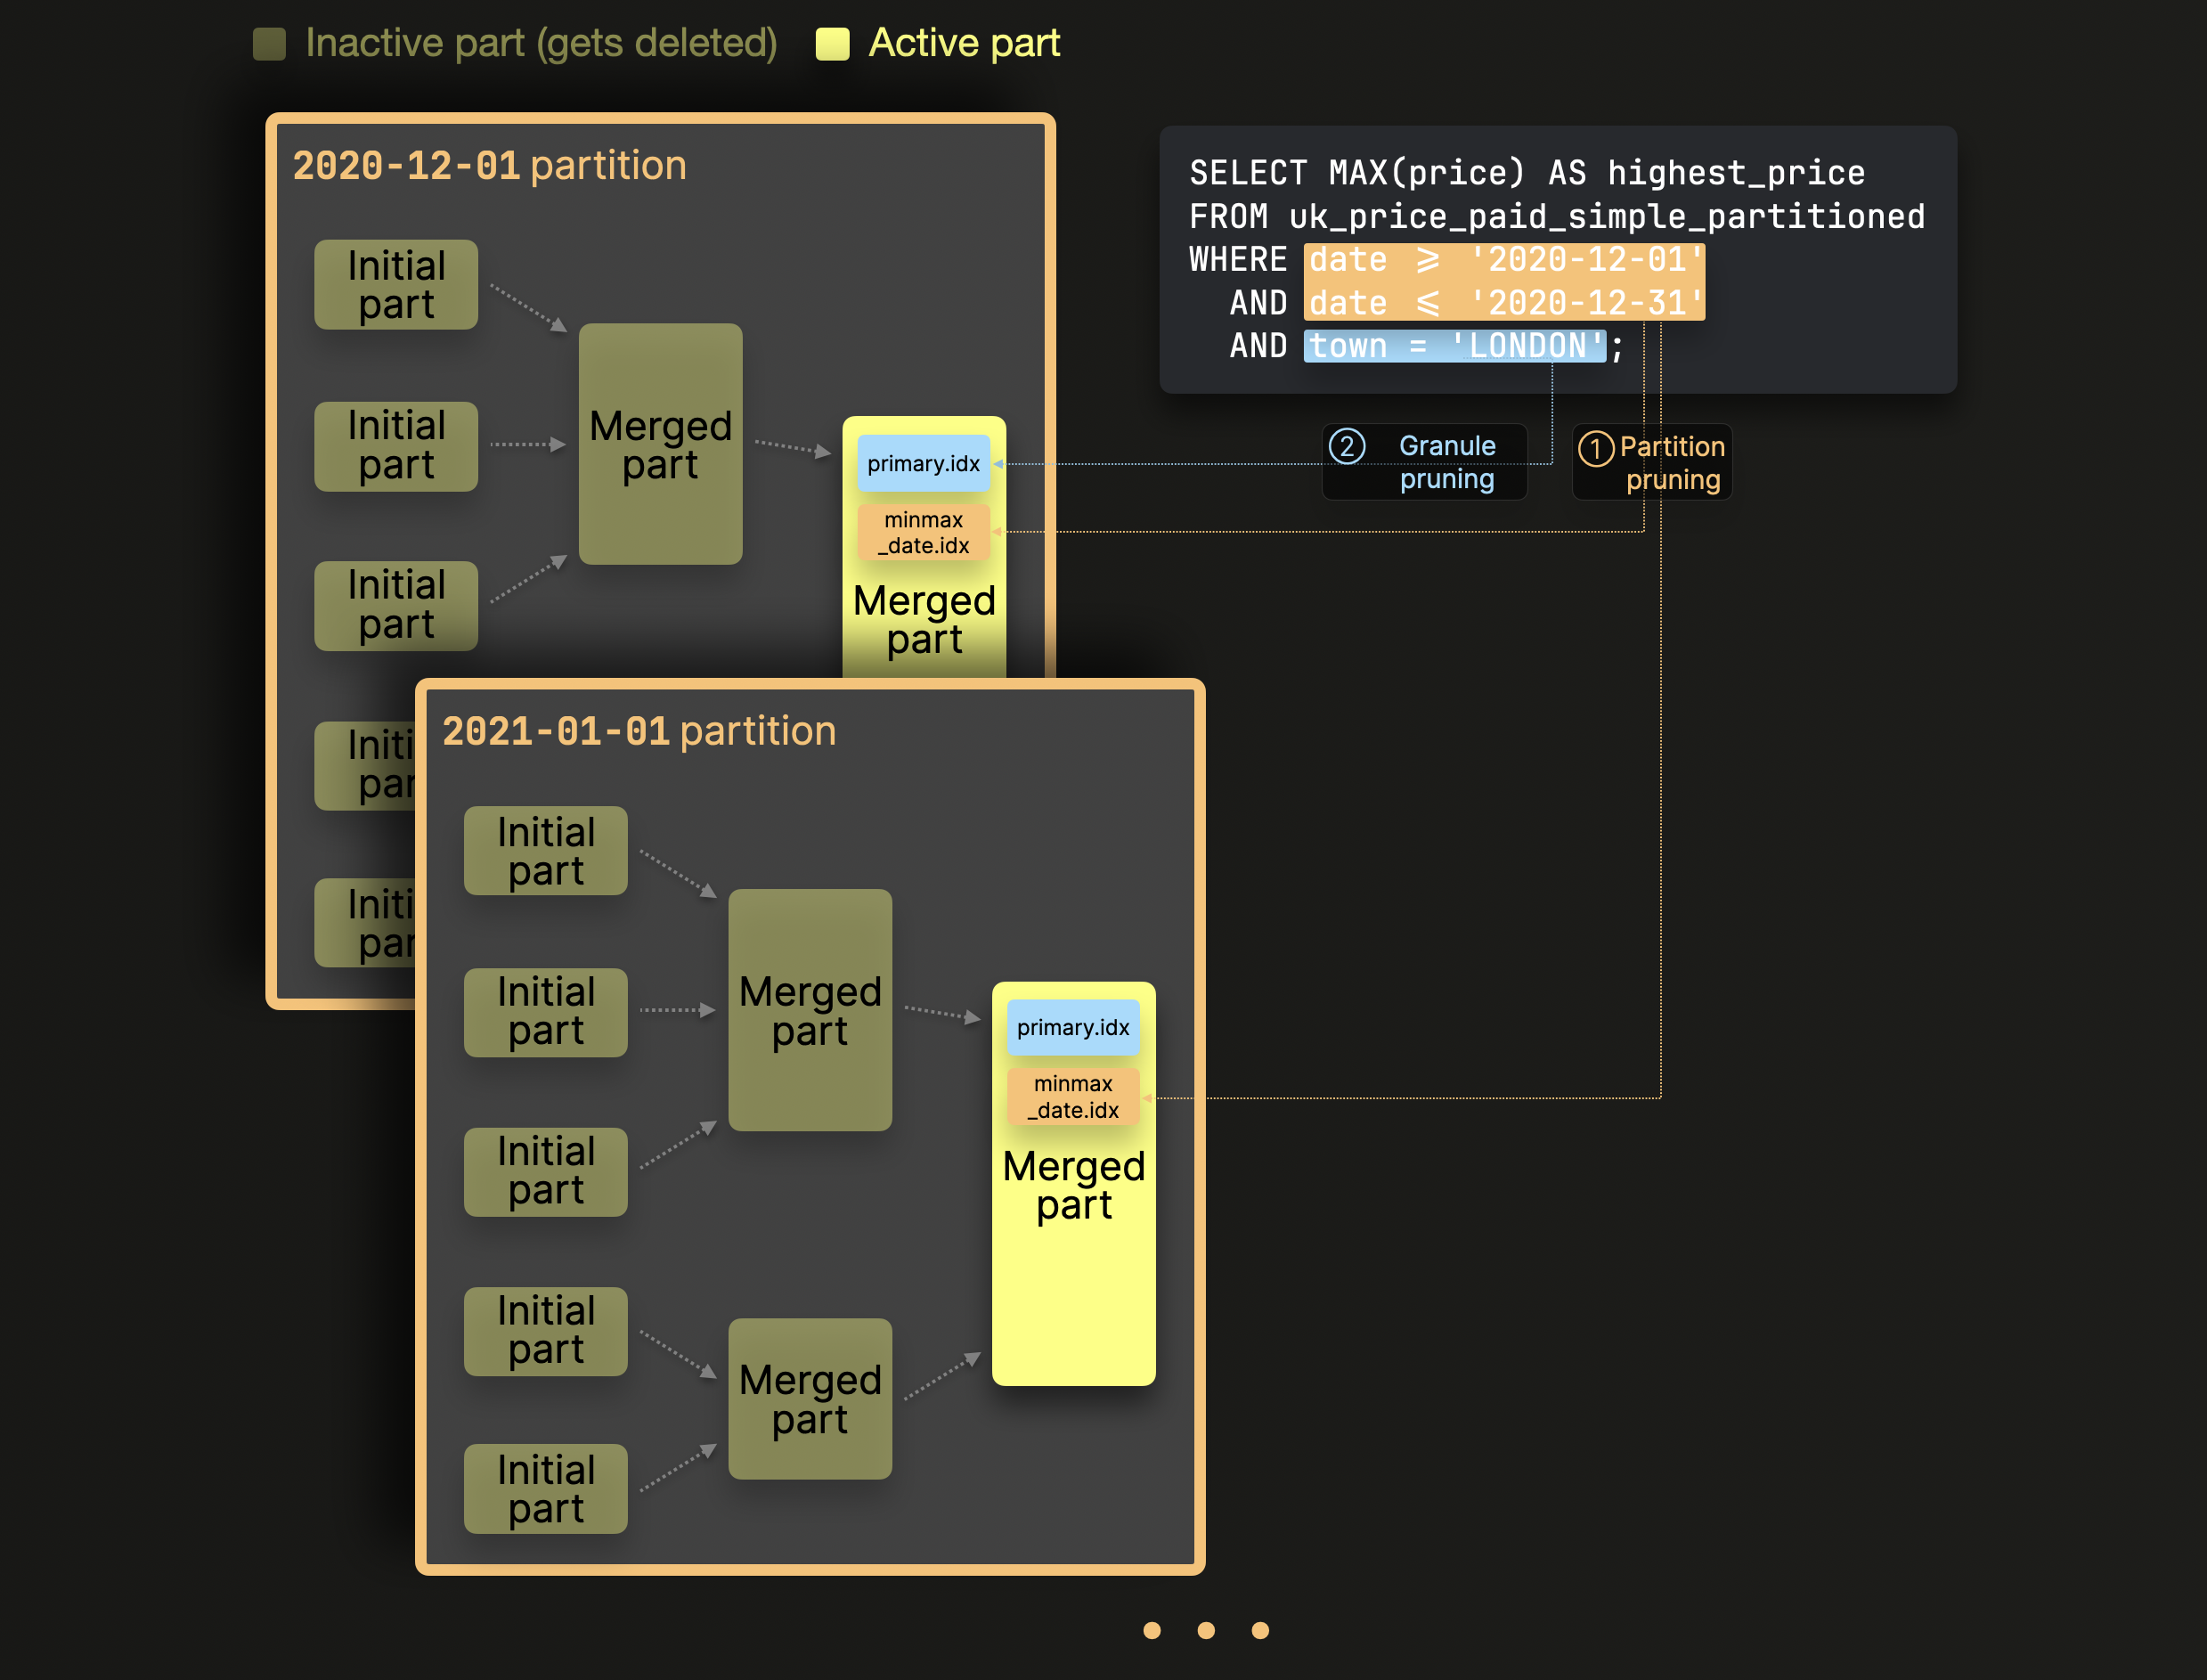 Inactive part (gets deleted)
Active part
2020-12-01 partition
Initial
part
Initial
part
Initial
part
Initi
par
Initi
par
Merged
part
primary.idx
minmax
_date.idx
Merged
part
SELECT MAX(price) AS highest_price
FROM uk_price_paid_simple_partitioned
WHERE date >= '2020-12-01'
AND date <= '2020-12-31'
AND town = 'LONDON';
2 Granule
pruning
1 Partition
pruning
2021-01-01 partition
Initial
part
Initial
part
Initial
part
Initial
part
Initial
part
Merged
part
Merged
part
primary.idx
minmax
_date.idx
Merged
part